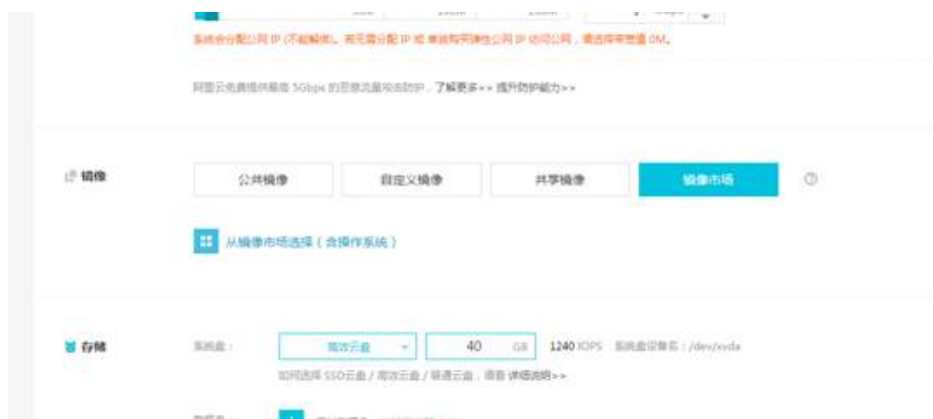 系统会分配公网 IP (不能解绑)。若无需分配 IP 或 单独购买弹性公网 IP 访问公网，请选择带宽值 0M。
阿里云免费提供最高 5Gbps 的恶意流量攻击防护，了解更多>> 提升防护能力>>
镜像 公共镜像 自定义镜像 共享镜像 镜像市场
从镜像市场选择（含操作系统）
存储 系统盘： 高效云盘 40 GB 1240 IOPS 系统盘设备名：/dev/xvda
如何选择 SSD云盘 / 高效云盘 / 普通云盘，请看 详细说明>>